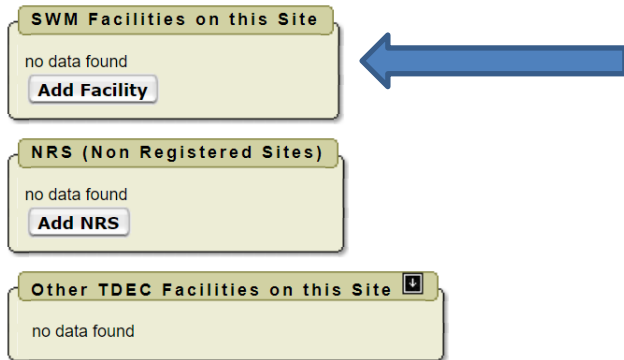 SWM Facilities on this Site
no data found
Add Facility
NRS (Non Registered Sites)
no data found
Add NRS
Other TDEC Facilities on this Site
no data found